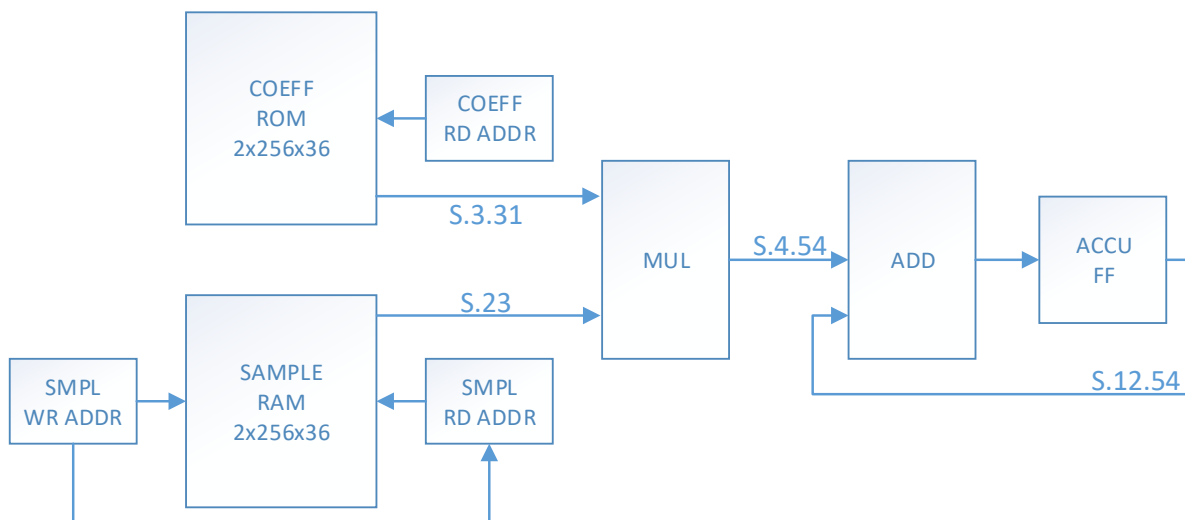 COEFF
ROM
2x256x36
COEFF
RD ADDR
S.3.31
MUL
S.4.54
ADD
ACCU
FF
S.23
SMPL
WR ADDR
SAMPLE
RAM
2x256x36
SMPL
RD ADDR
S.12.54